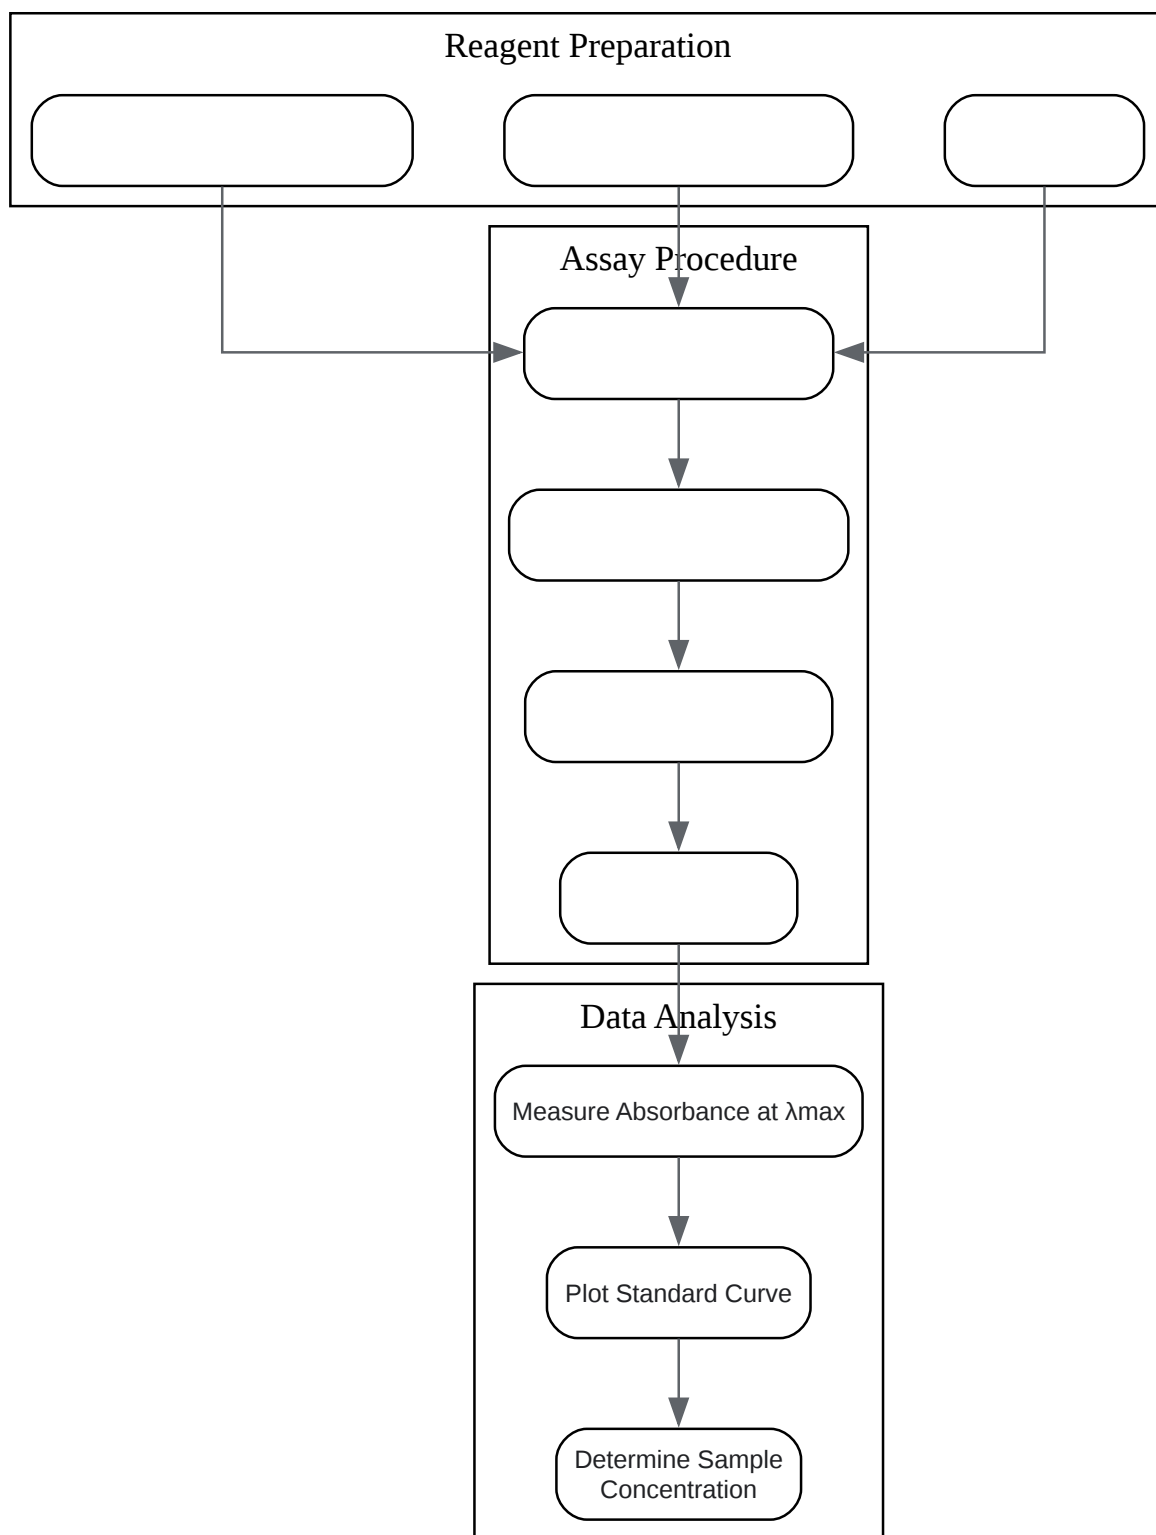 Reagent Preparation
Assay Procedure
Data Analysis
Measure Absorbance at λmax
Plot Standard Curve
Determine Sample
Concentration